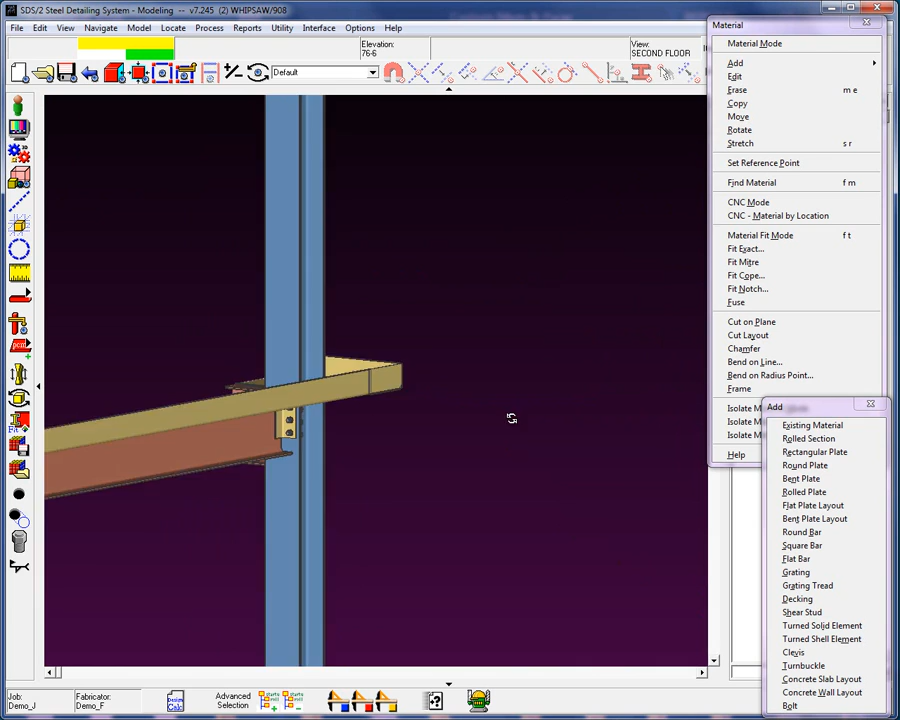 SDS/2 Steel Detailing System - Modeling -- v7.245 (2) WHIPSAW/908
File View Navigate Model Locate Process Reports Utility Interface Options Help
Elevation:
76-6
View:
SECOND FLOOR
Default
Material
Material Mode
Add
Edit
Erase m e
Copy
Move
Rotate
Stretch s r
Set Reference Point
Find Material f m
CNC Mode
CNC - Material by Location
Material Fit Mode f t
Fit Exact...
Fit Mitre
Fit Cope...
Fit Notch...
Fuse
Cut on Plane
Cut Layout
Chamfer
Bend on Line...
Bend on Radius Point...
Frame
Isolate
Isolate
Isolate
Help
Add
Existing Material
Rolled Section
Rectangular Plate
Round Plate
Bent Plate
Rolled Plate
Flat Plate Layout
Bent Plate Layout
Round Bar
Square Bar
Flat Bar
Grating
Grating Tread
Decking
Shear Stud
Turned Solid Element
Turned Shell Element
Clevis
Turnbuckle
Concrete Slab Layout
Concrete Wall Layout
Bolt
Fit
Job:
Demo_J
Fabricator:
Demo_F
Design
Calc
Advanced
Selection